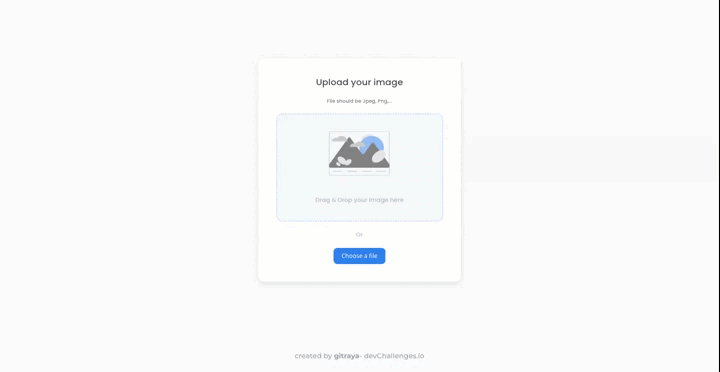 Upload your image
File should be Jpeg, Png,...
Drag & Drop your image here
Or
Choose a file
created by gitraya- devChallenges.io